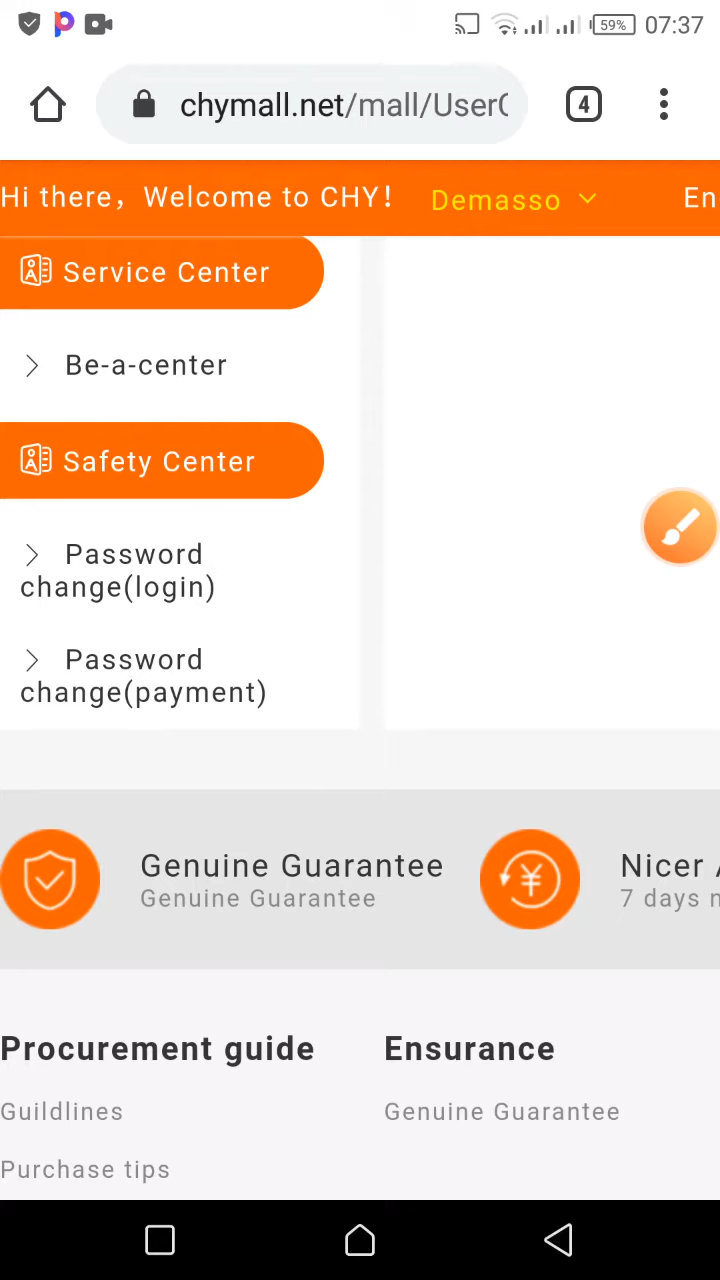 59% 07:37
chymall.net/mall/User
4
Hi there，Welcome to CHY! Demasso En
Service Center
Be-a-center
Safety Center
Password
change(login)
Password
change(payment)
Genuine Guarantee
Genuine Guarantee
Nicer
7 days
Procurement guide
Guildlines
Purchase tips
Ensurance
Genuine Guarantee